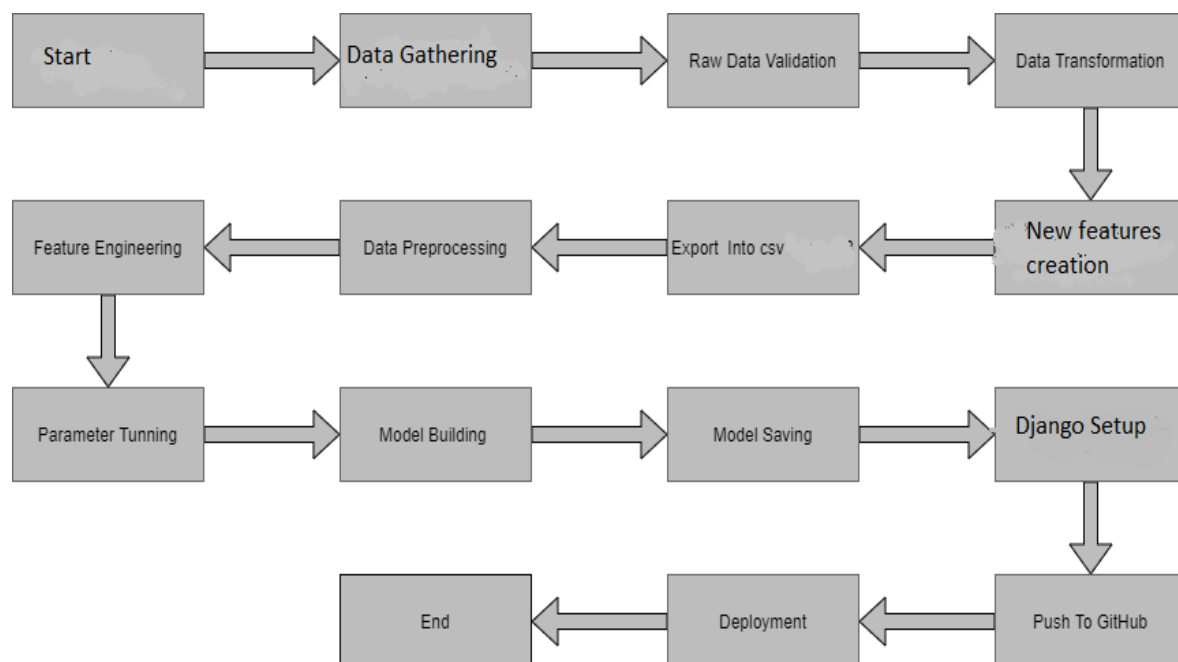 Start
Data Gathering
Raw Data Validation
Data Transformation
New features
creation
Export Into csv
Data Preprocessing
Feature Engineering
Parameter Tunning
Model Building
Model Saving
Django Setup
Push To GitHub
Deployment
End